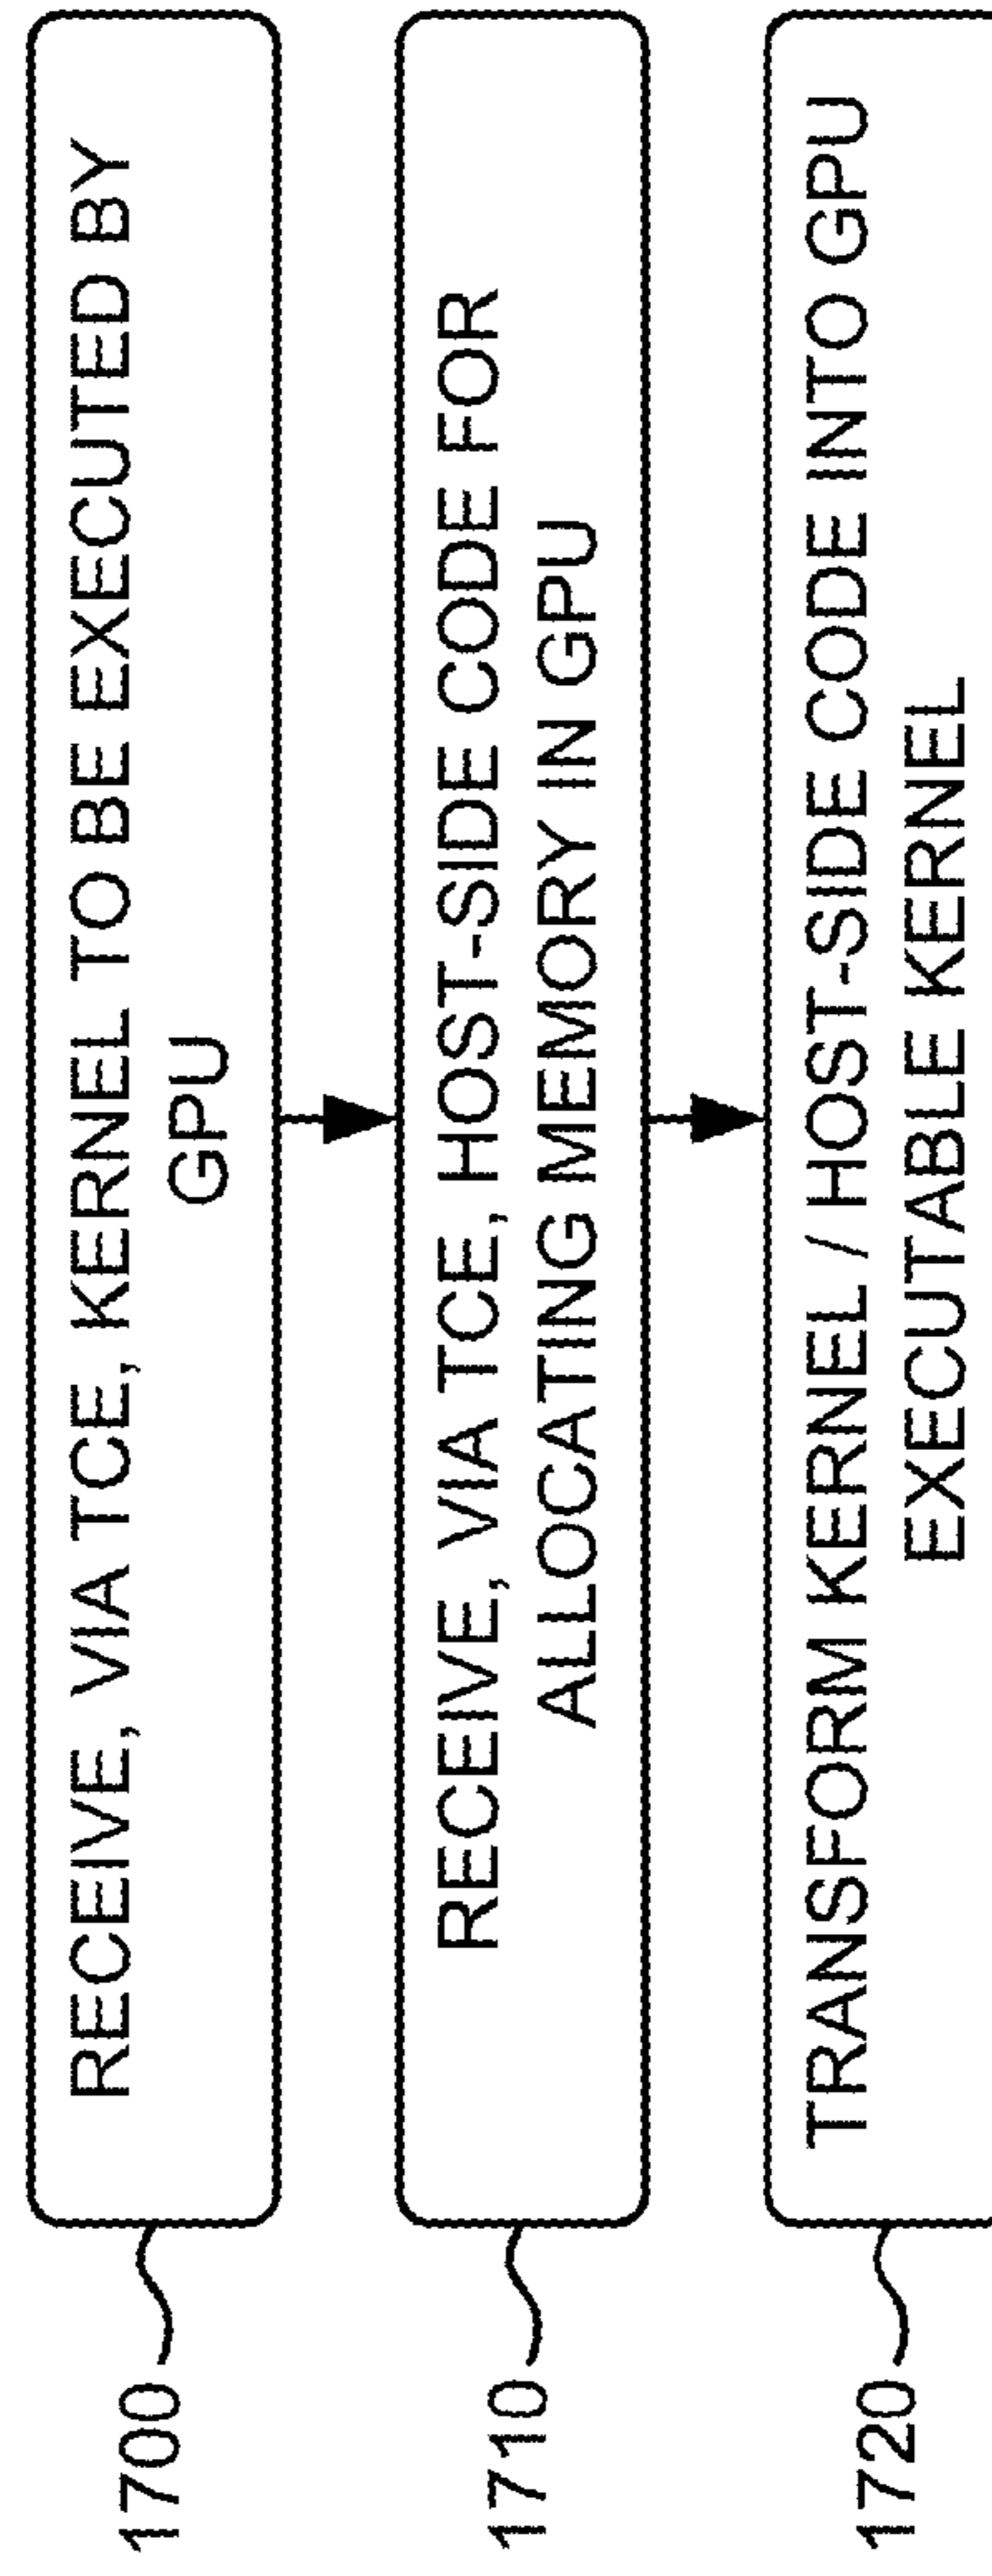 1700
RECEIVE, VIA TCE, KERNEL TO BE EXECUTED BY
GPU
1710
RECEIVE, VIA TCE, HOST-SIDE CODE FOR
ALLOCATING MEMORY IN GPU
1720
TRANSFORM KERNEL / HOST-SIDE CODE INTO GPU
EXECUTABLE KERNEL